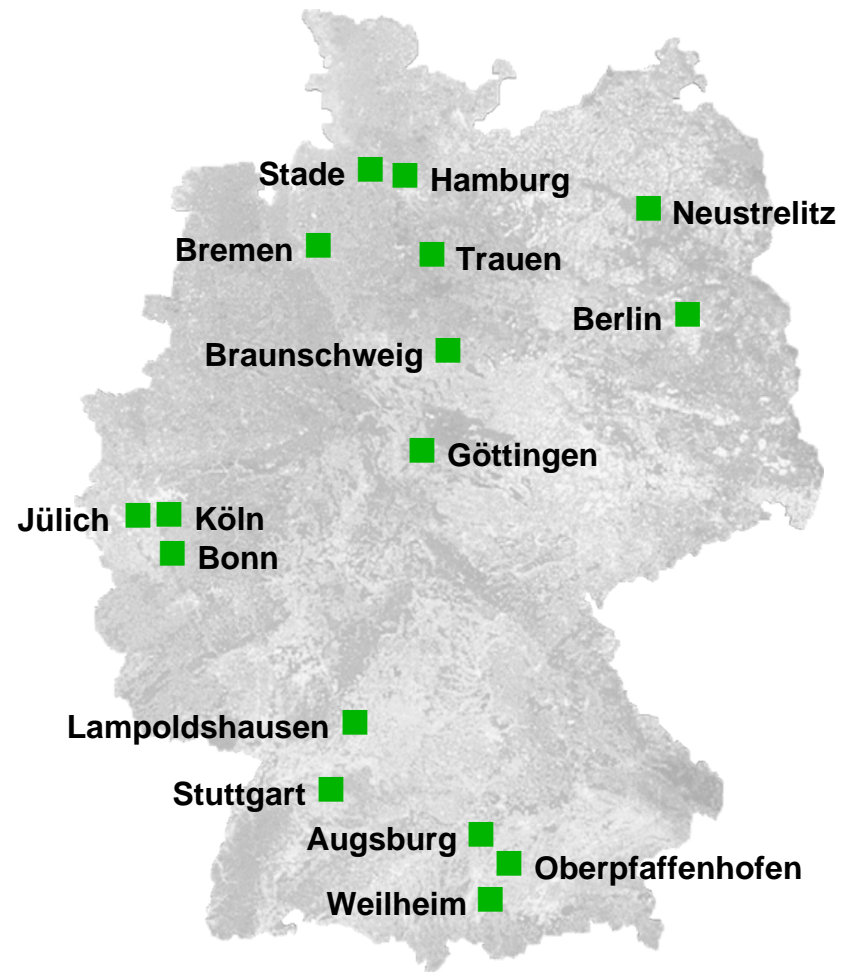 Stade
Hamburg
Neustrelitz
Bremen
Trauen
Berlin
Braunschweig
Göttingen
Jülich
Köln
Bonn
Lampoldshausen
Stuttgart
Augsburg
Oberpfaffenhofen
Weilheim